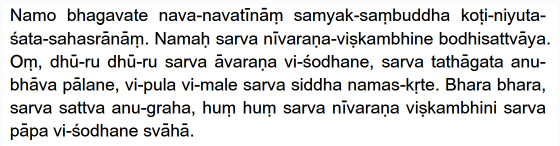 Namo bhagavate nava-navatīnāṃ samyak-saṃbuddha koṭi-niyuta-
śata-sahasrānāṃ. Namaḥ sarva nīvaraṇa-viṣkambhine bodhisattvāya.
Oṃ, dhū-ru dhū-ru sarva āvaraṇa vi-śodhane, sarva tathāgata anu-
bhāva pālane, vi-pula vi-male sarva siddha namas-kṛte. Bhara bhara,
sarva sattva anu-graha, huṃ huṃ sarva nīvaraṇa viṣkambhini sarva
pāpa vi-śodhane svāhā.